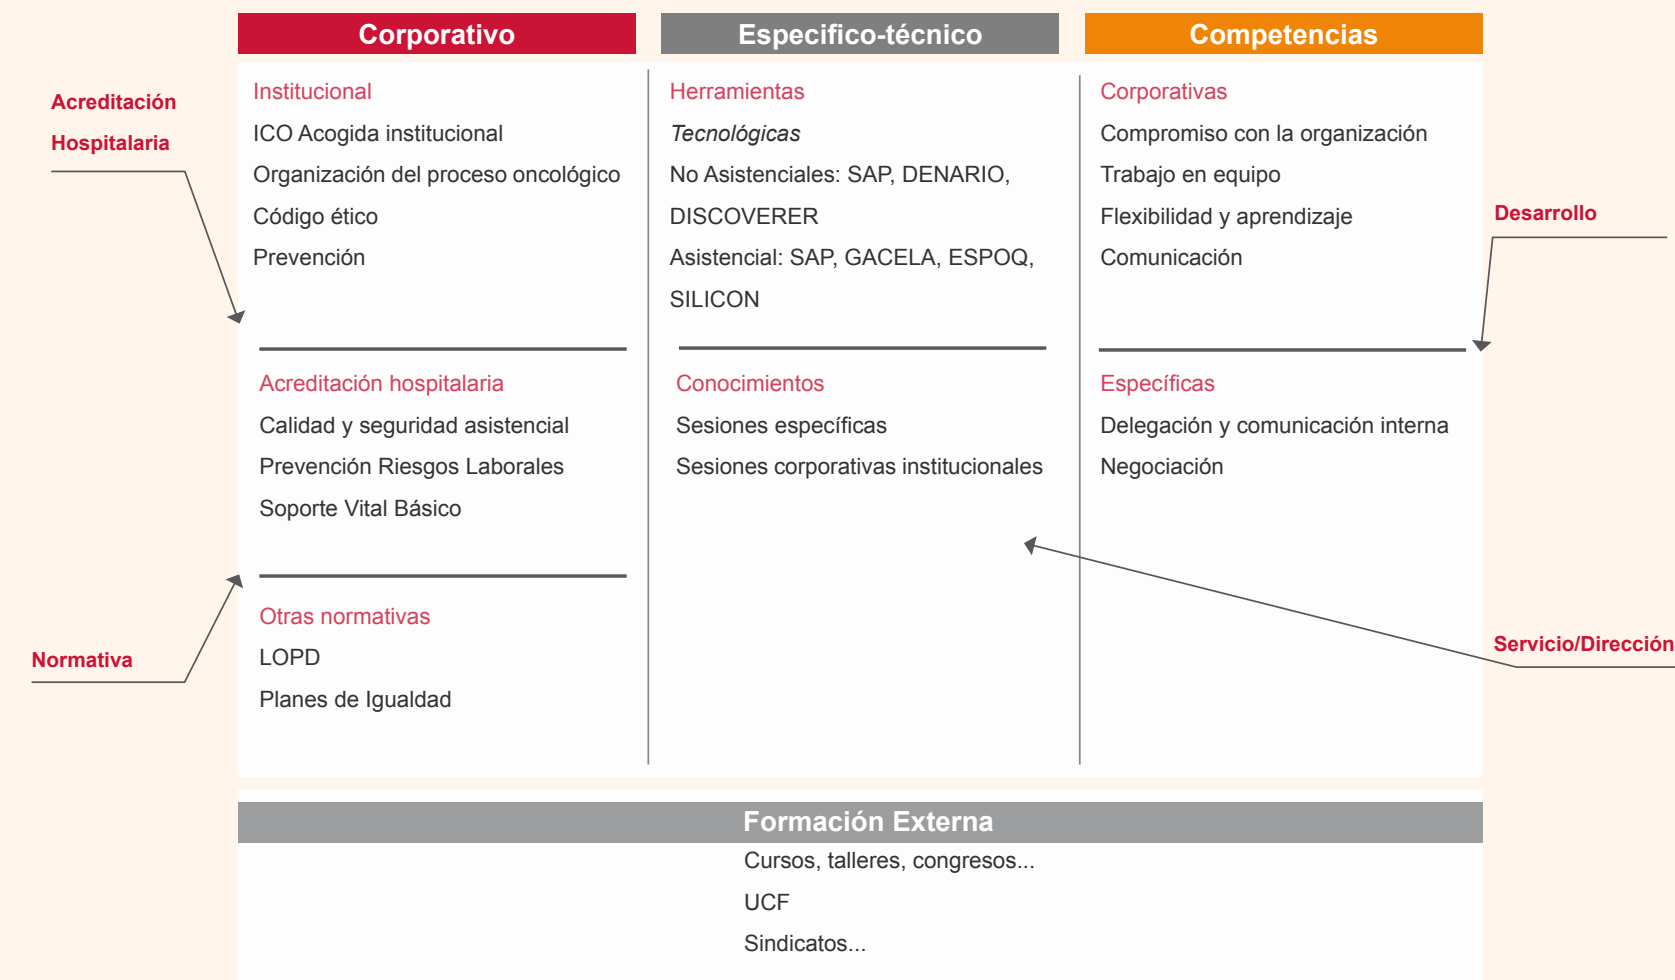 Corporativo
Especifico-técnico
Competencias
Acreditación
Hospitalaria
Institucional
ICO Acogida institucional
Organización del proceso oncológico
Código ético
Prevención
Acreditación hospitalaria
Calidad y seguridad asistencial
Prevención Riesgos Laborales
Soporte Vital Básico
Normativa
Otras normativas
LOPD
Planes de Igualdad
Herramientas
Tecnológicas
No Asistenciales: SAP, DENARIO,
DISCOVERER
Asistencial: SAP, GACELA, ESPOQ,
SILICON
Conocimientos
Sesiones específicas
Sesiones corporativas institucionales
Corporativas
Compromiso con la organización
Trabajo en equipo
Flexibilidad y aprendizaje
Comunicación
Desarrollo
Específicas
Delegación y comunicación interna
Negociación
Servicio/Dirección
Formación Externa
Cursos, talleres, congresos...
UCF
Sindicatos...